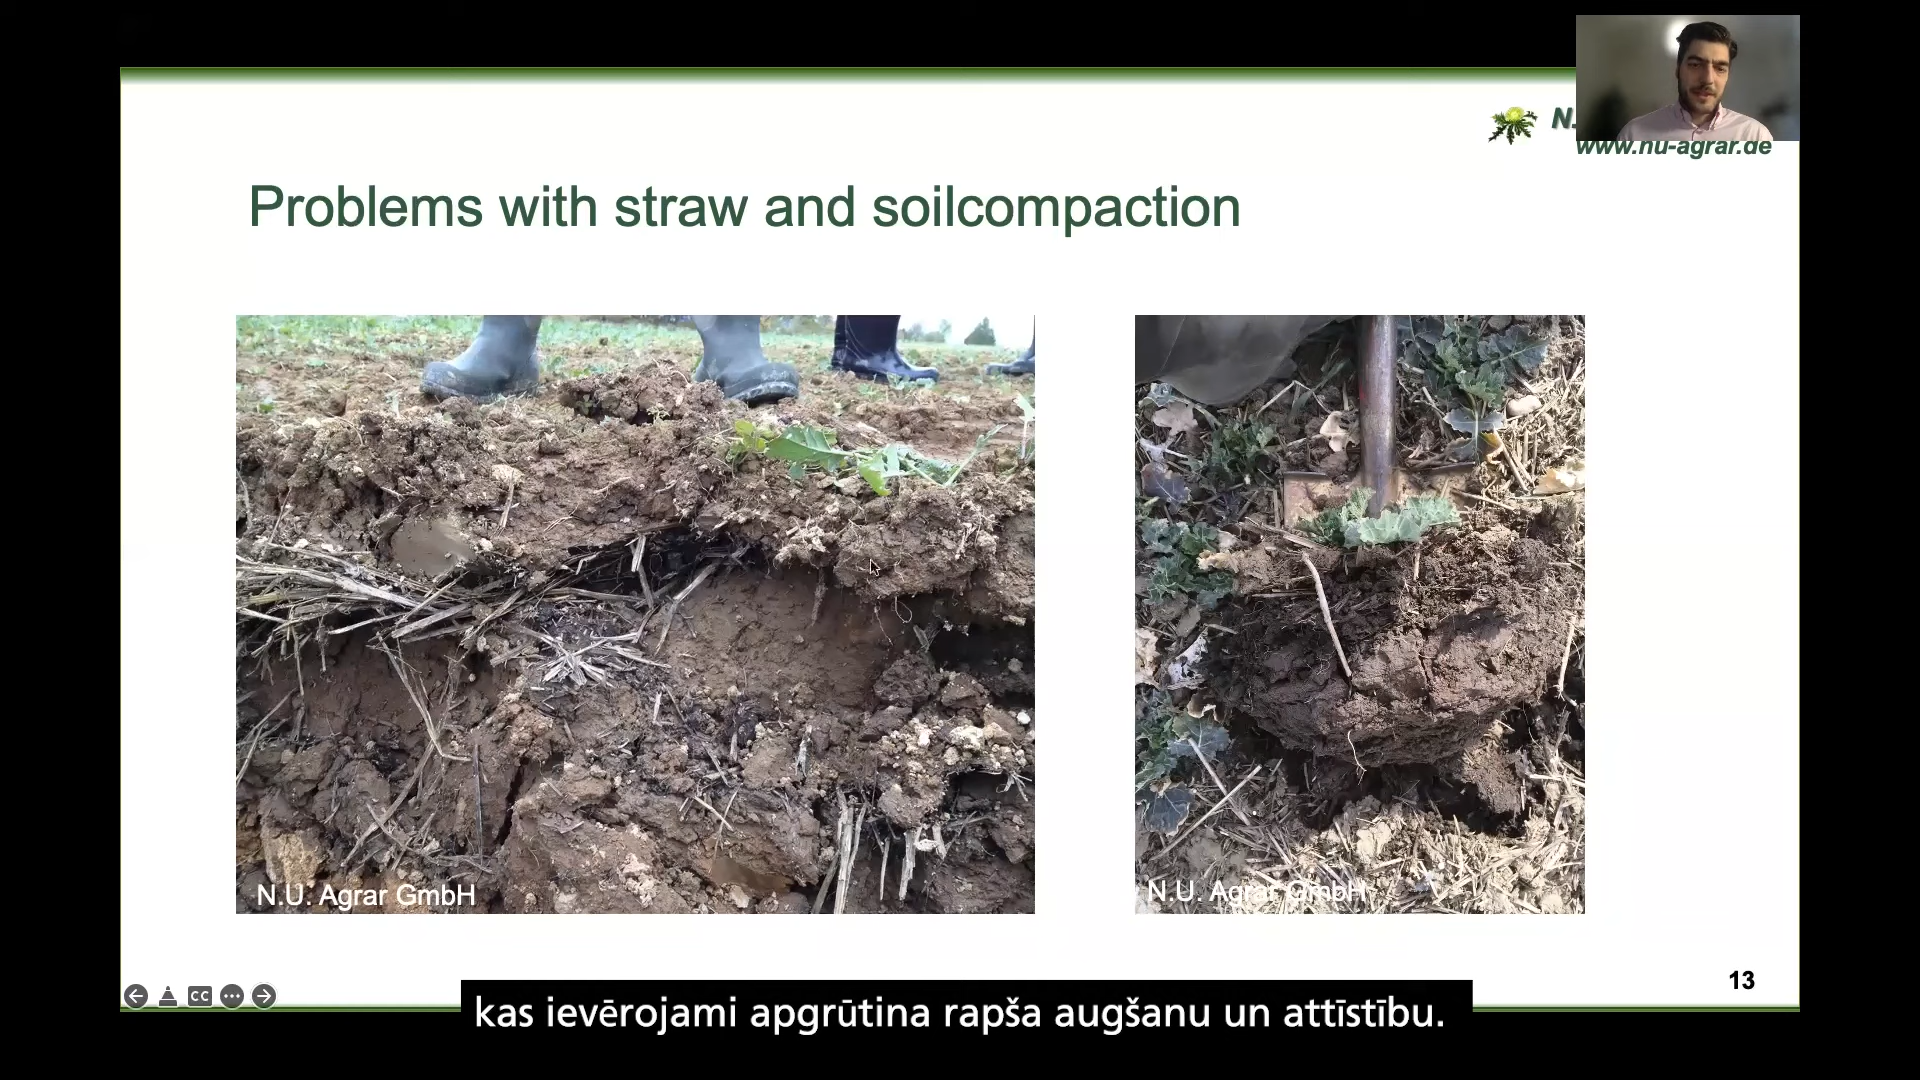 N.
www.nu-agrar.de
Problems with straw and soilcompaction
N.U. Agrar GmbH
N.U. Agrar GmbH
13
CC
kas ievērojami apgrūtina rapša augšanu un attīstību.